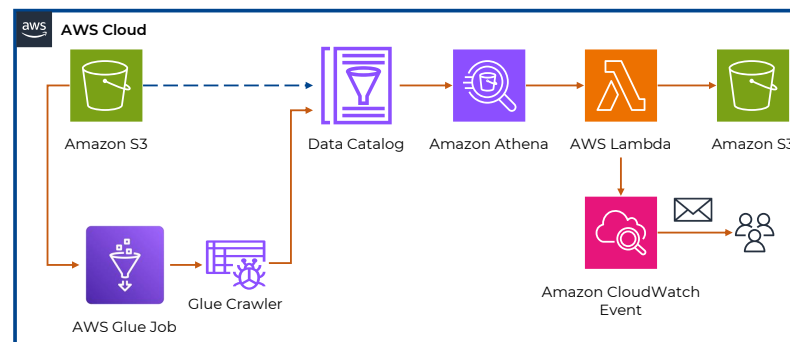 aws
AWS Cloud
Amazon S3
Data Catalog
Amazon Athena
AWS Lambda
Amazon S3
Glue Crawler
AWS Glue Job
Amazon CloudWatch
Event